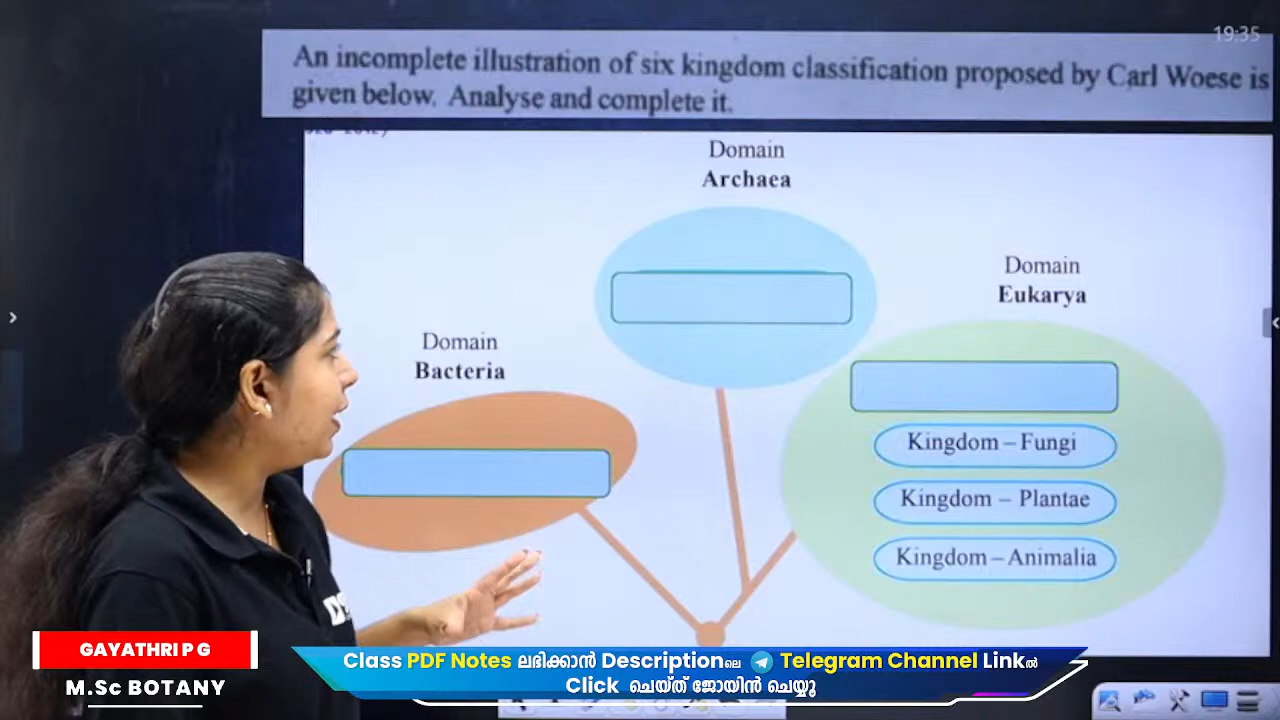 19:35
An incomplete illustration of six kingdom classification proposed by Carl Woese is
given below. Analyse and complete it.
Domain
Archaea
Domain
Eukarya
Domain
Bacteria
Kingdom – Fungi
Kingdom – Plantae
Kingdom – Animalia
GAYATHRI P G
M.Sc BOTANY
Class PDF Notes ലഭിക്കാൻ Descriptionലെ Telegram Channel Linkൽ
Click ചെയ്ത് ജോയിൻ ചെയ്യൂ